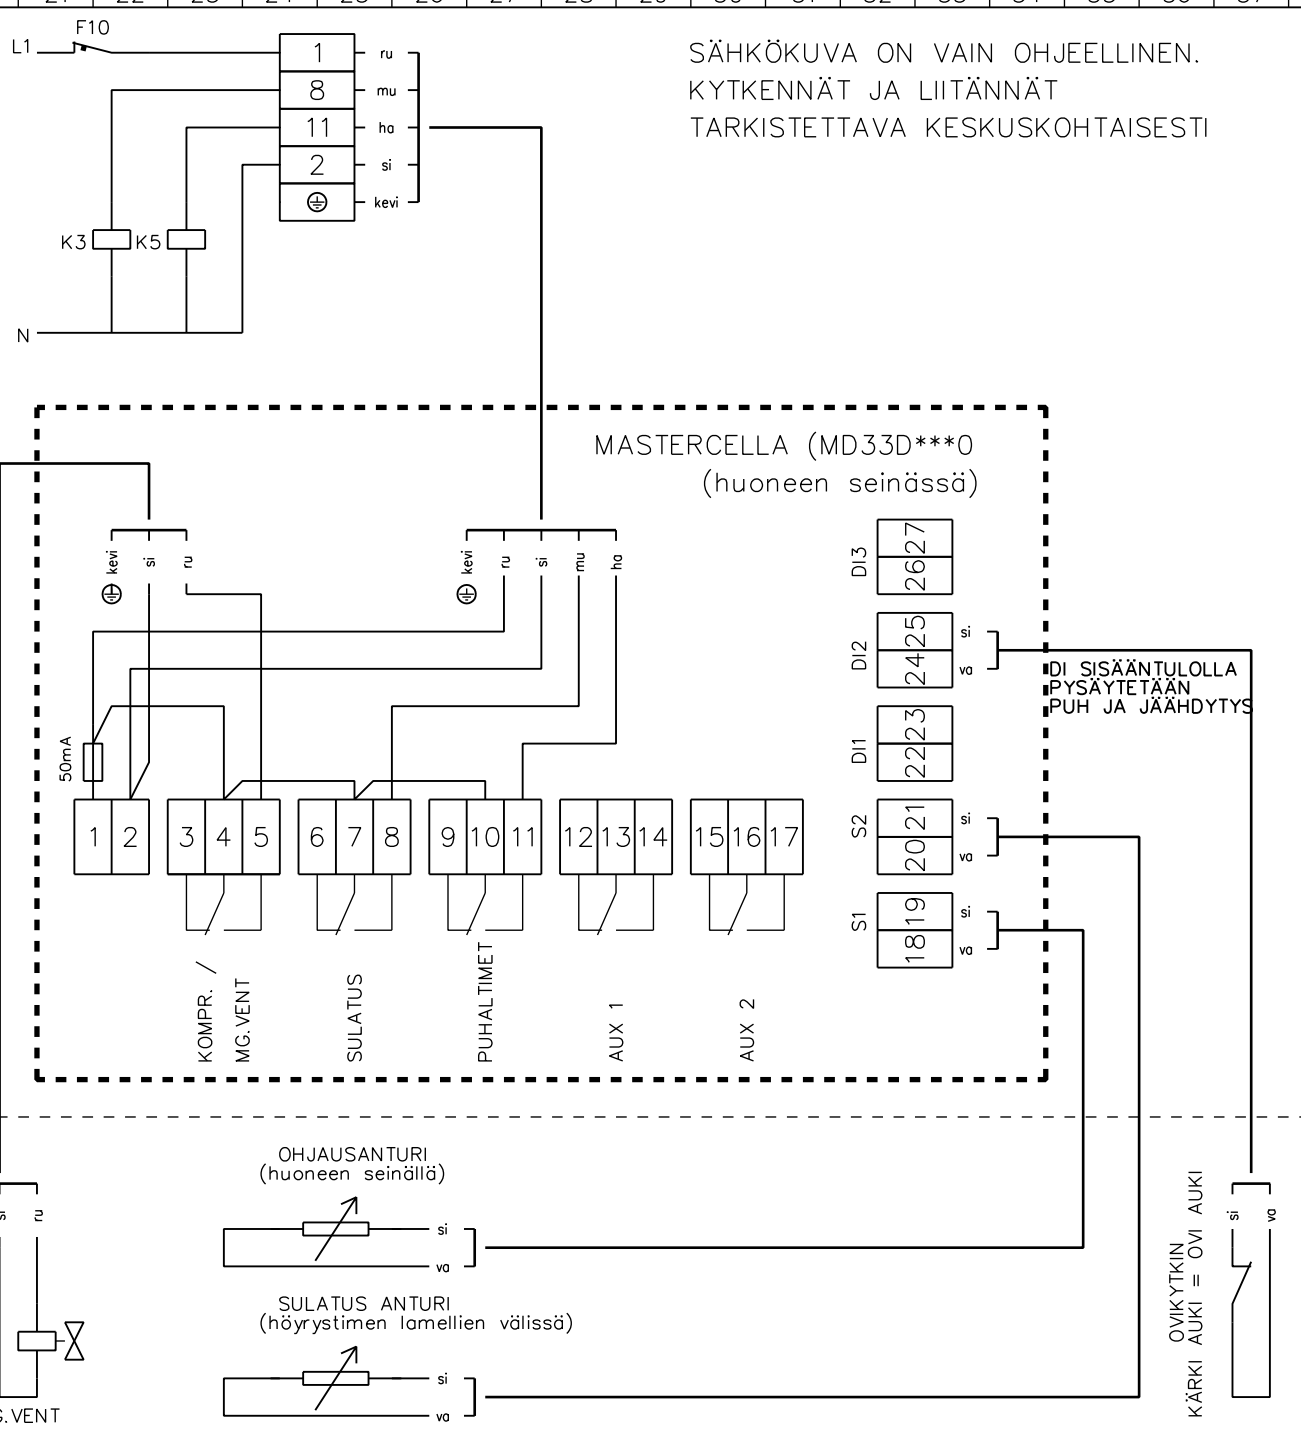 F10
L1
1 ru
8 mu
11 ha
2 si
kevi
K3 K5
N
SÄHKÖKUVA ON VAIN OHJEELLINEN.
KYTKENNÄT JA LIITÄNNÄT
TARKISTETTAVA KESKUSKOHTAISESTI
MASTERCELLA (MD33D***0
(huoneen seinässä)
kevi si ru
kevi ru si mu ha
50mA
1 2 3 4 5 6 7 8 9 10 11 12 13 14 15 16 17
KOMPR. /
MG.VENT
SULATUS
PUHALTIMET
AUX 1
AUX 2
DI3 26 27
DI2 24 25 si va
DI1 22 23
S2 20 21 si va
S1 18 19 si va
DI SISÄÄNTULOLLA
PYSÄYTETÄÄN
PUH JA JÄÄHDYTYS
OHJAUSANTURI
(huoneen seinällä)
si
va
SULATUS ANTURI
(höyrystimen lamellien välissä)
si
va
si ru
.VENT
OVIKYTKIN
KÄRKI AUKI = OVI AUKI
si va